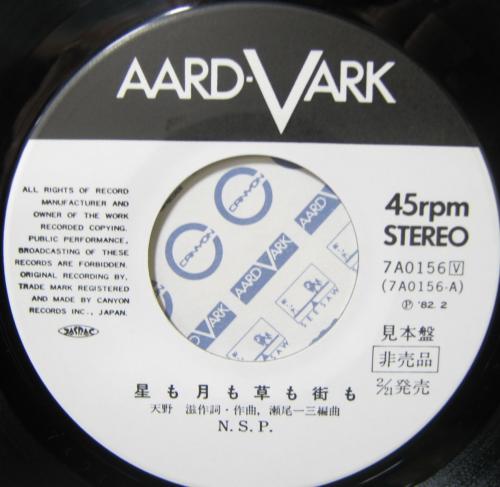 AARD-VARK
ALL RIGHTS OF RECORD
MANUFACTURER AND
OWNER OF THE WORK
RECORDED COPYING.
PUBLIC PERFORMANCE,
BROADCASTING OF THESE
RECORDS ARE FORBIDDEN.
ORIGINAL RECORDING BY.
TRADE MARK REGISTERED
AND MADE BY CANYON
RECORDS INC., JAPAN.
JASRAC
CANYON
CANYON
AARD-VARK
AARD-VARK
SEESAW
45rpm
STEREO
7A0156 V
(7A0156-A)
Ⓟ '82. 2
見本盤
非売品
2/21発売
星も月も草も街も
天野 滋作詞・作曲, 瀬尾一三編曲
N. S. P.